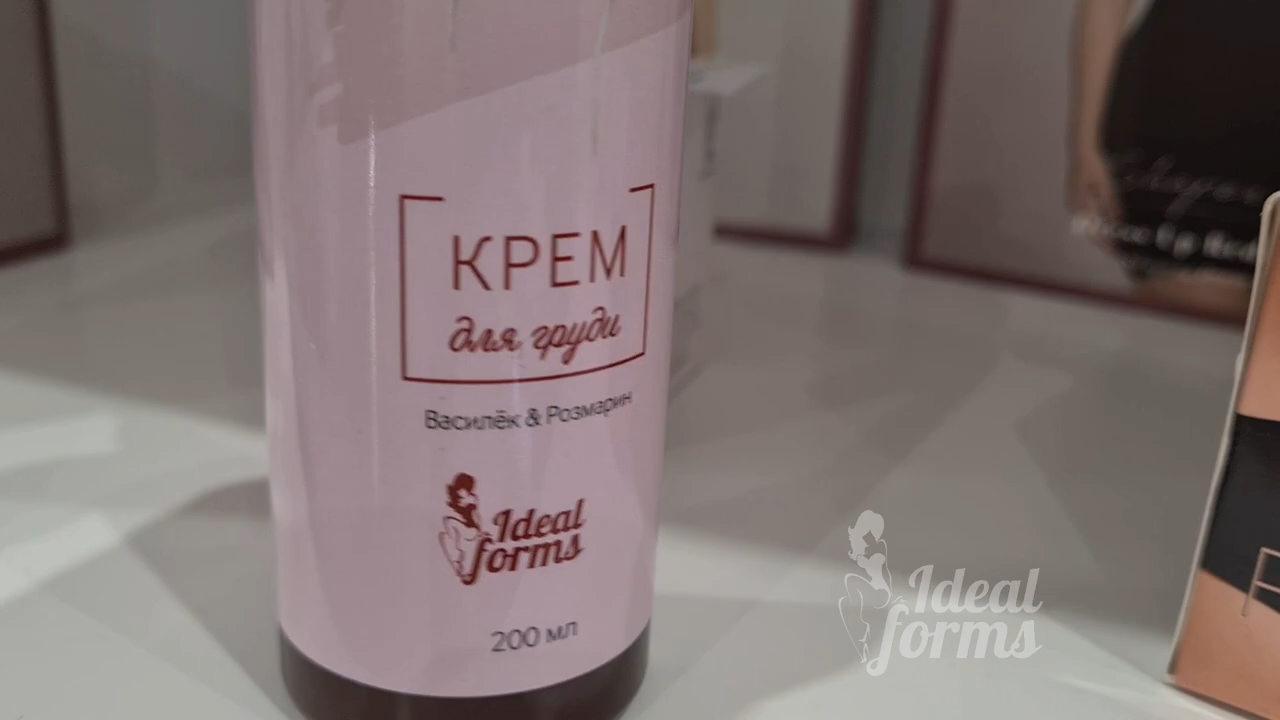 КРЕМ
для груди
Василёк & Розмарин
Ideal
forms
200 мл
Ideal
forms